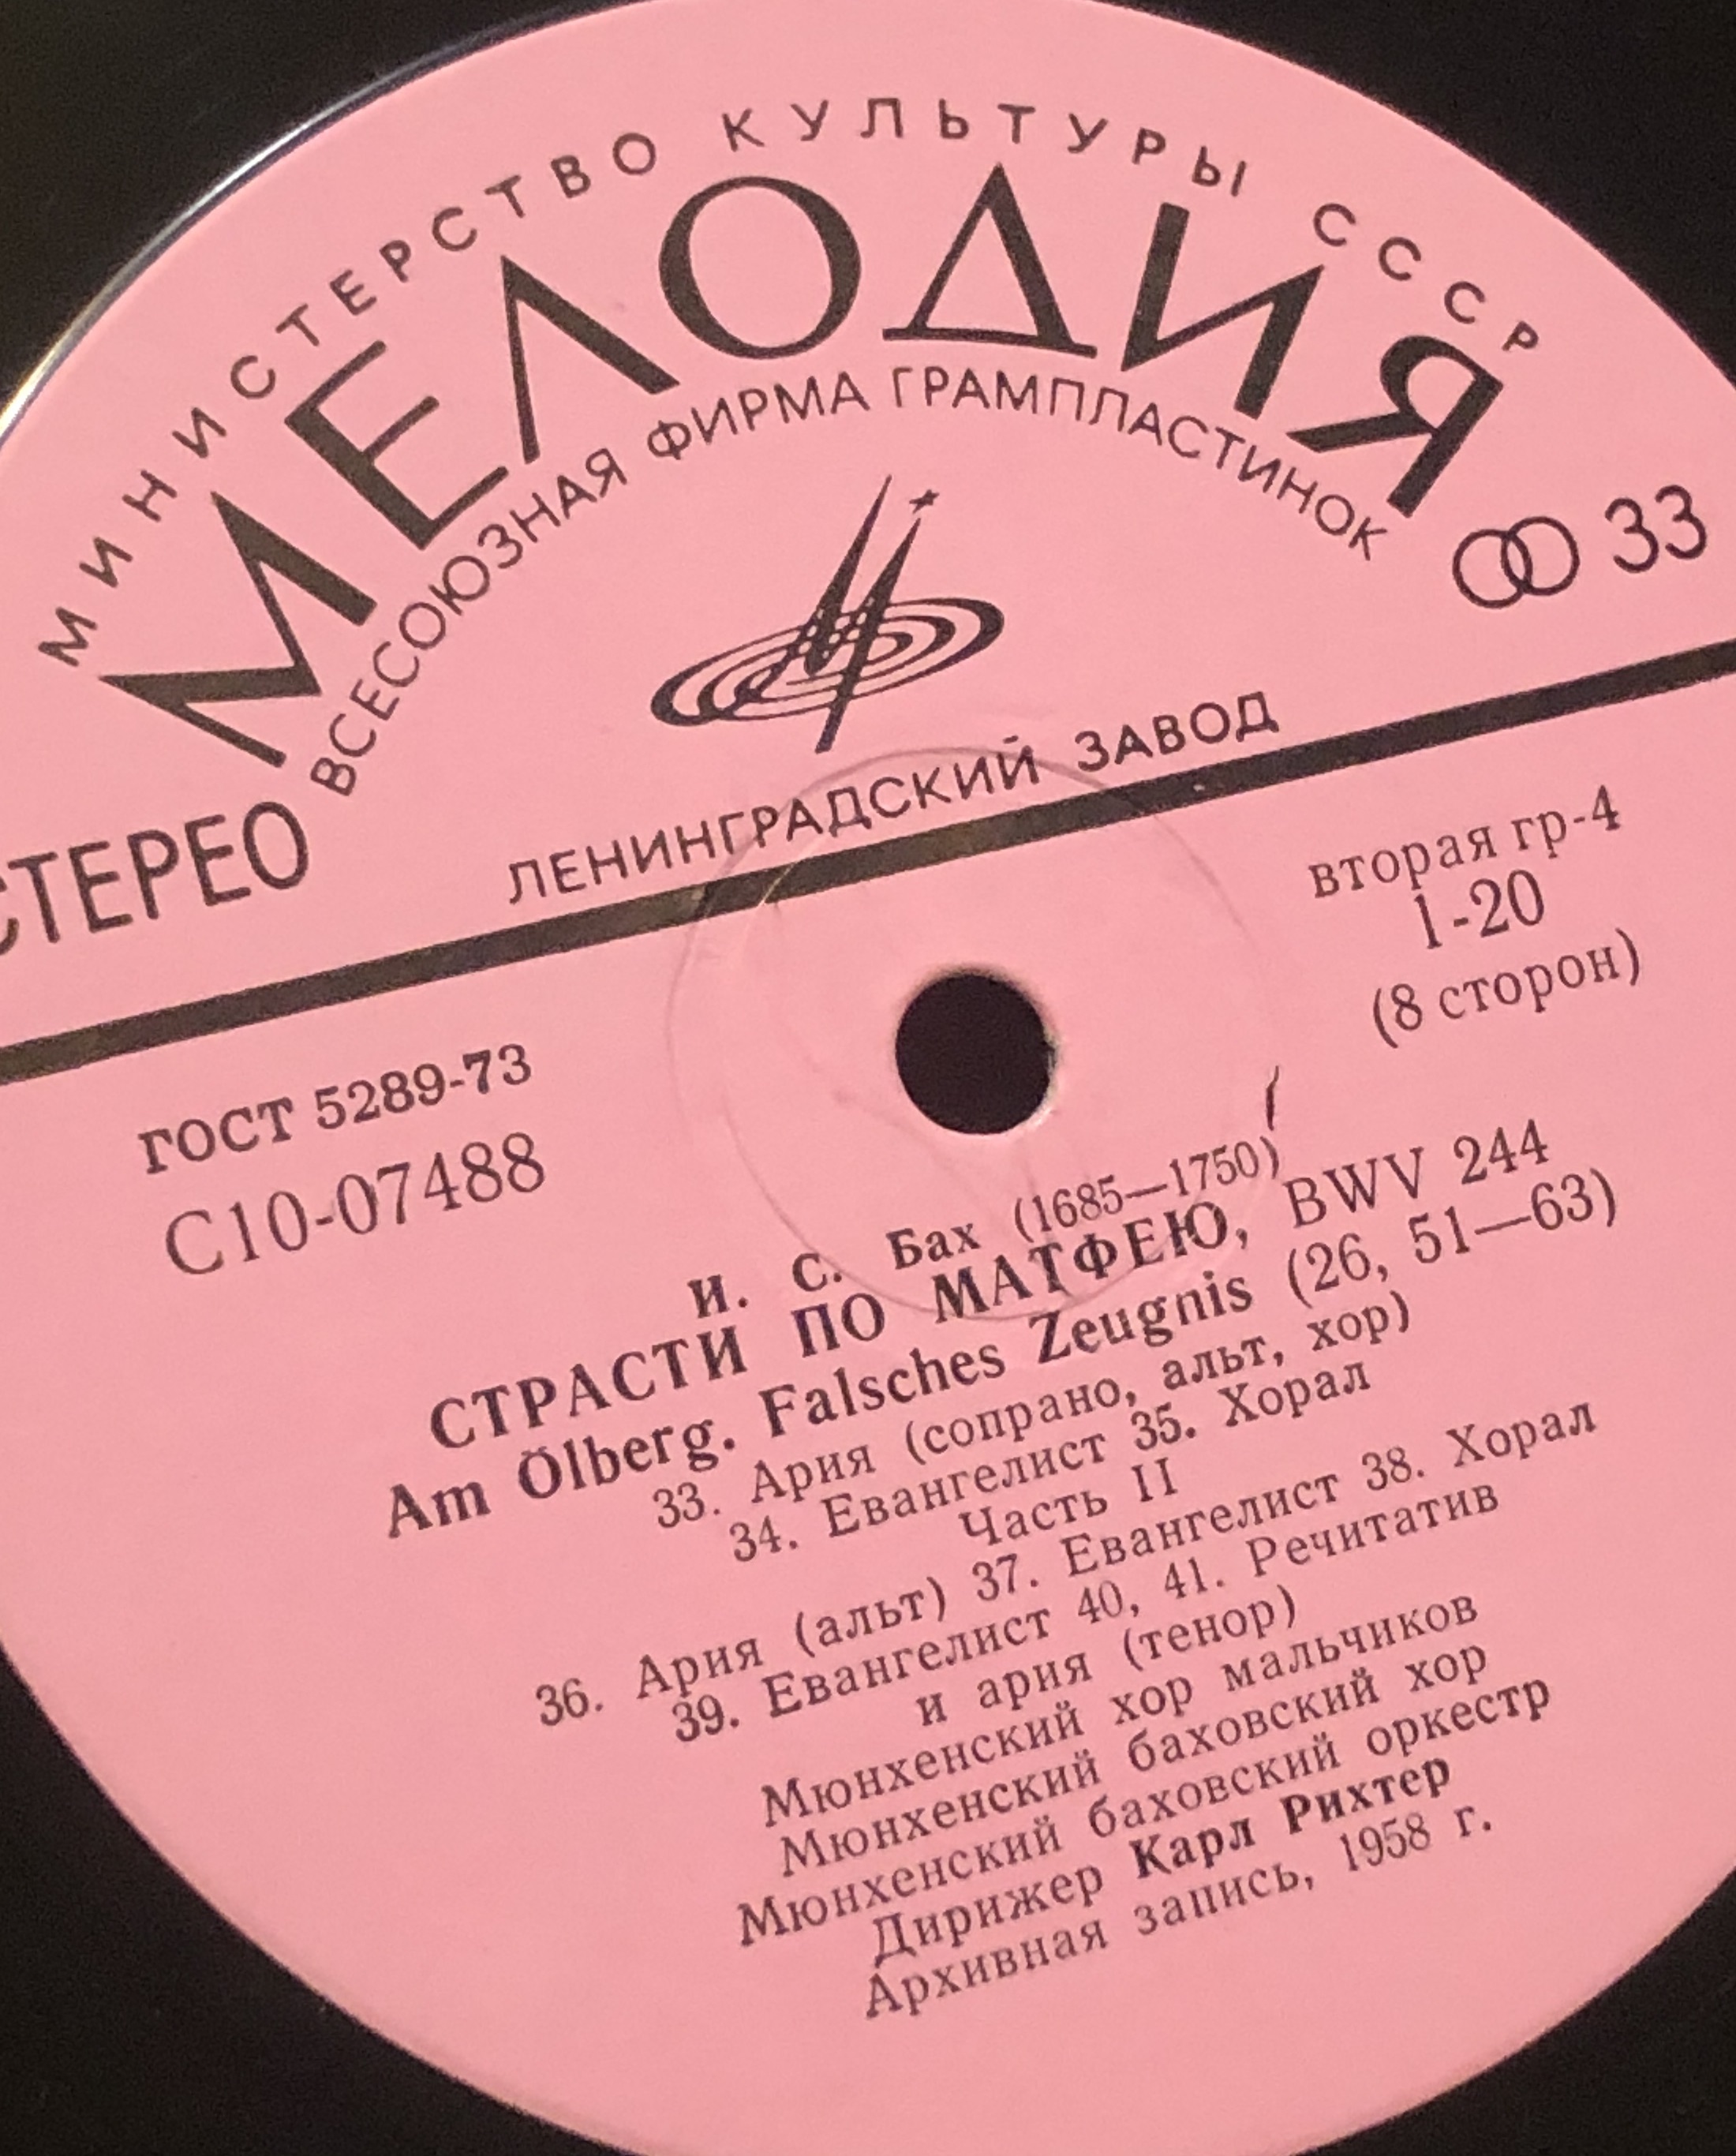 МИНИСТЕРСТВО КУЛЬТУРЫ СССР
МЕЛОДИЯ
ВСЕСОЮЗНАЯ ФИРМА ГРАМПЛАСТИНОК
33
СТЕРЕО
ЛЕНИНГРАДСКИЙ ЗАВОД
вторая гр-4
1-20
(8 сторон)
ГОСТ 5289-73
С10-07488
И. С. Бах (1685—1750)
СТРАСТИ ПО МАТФЕЮ, BWV 244
Am Ölberg. Falsches Zeugnis (26, 51—63)
33. Ария (сопрано, альт, хор)
34. Евангелист 35. Хорал
Часть II
36. Ария (альт) 37. Евангелист 38. Хорал
39. Евангелист 40, 41. Речитатив
и ария (тенор)
Мюнхенский хор мальчиков
Мюнхенский баховский хор
Мюнхенский баховский оркестр
Дирижер Карл Рихтер
Архивная запись, 1958 г.